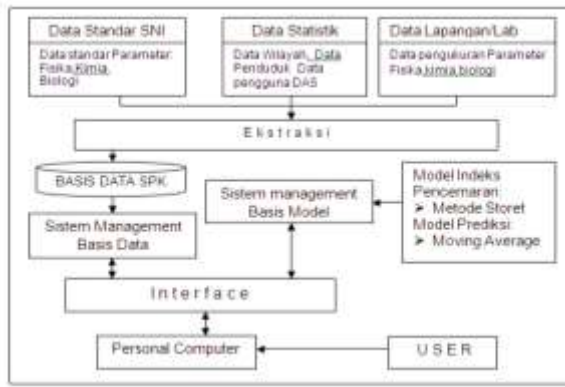 Data Standar SNI
Data standar Parameter
Fisika,Kimia,
Biologi
Data Statistik
Data Wilayah, Data
Penduduk Data
pengguna DAS
Data Lapangan/Lab
Data pengukuran Parameter
Fisika,kimia,biologi
Ekstraksi
BASIS DATA SPK
Sistem Management
Basis Data
Sistem management
Basis Model
Model Indeks
Pencemaran:
➢ Metode Storet
Model Prediksi:
➢ Moving Average
Interface
Personal Computer
USER